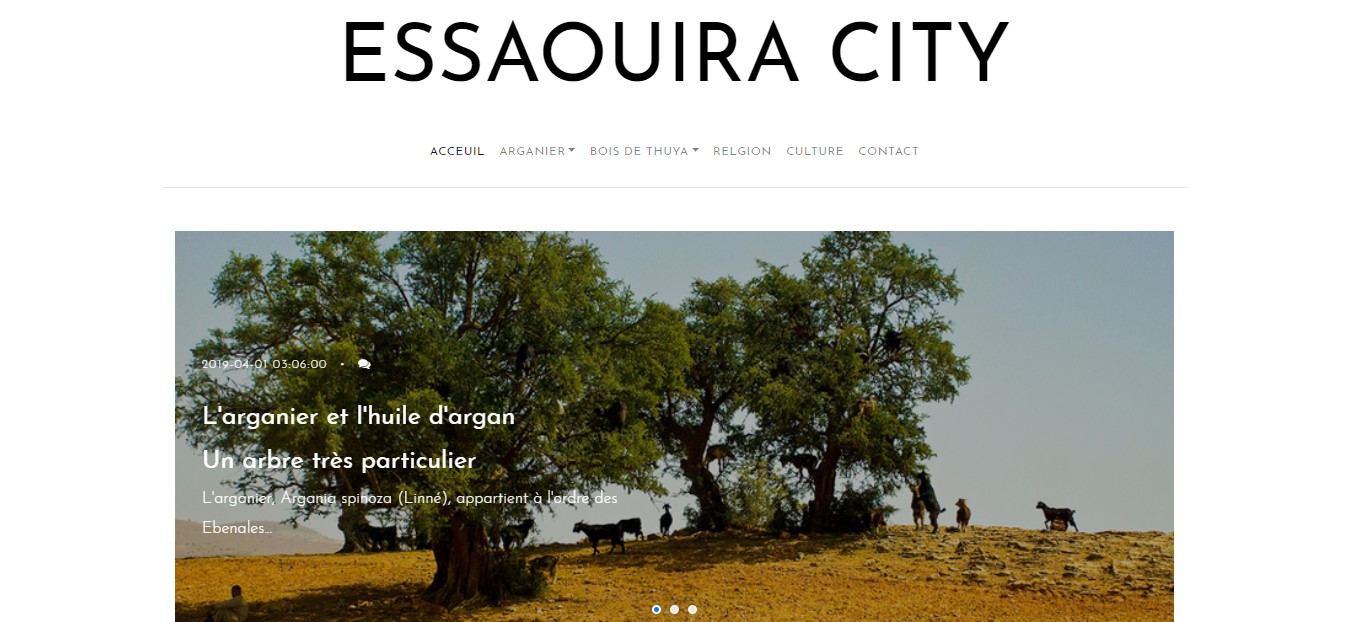 ESSAOUIRA CITY
ACCEUIL ARGANIER BOIS DE THUYA RELGION CULTURE CONTACT
2019-04-01 03:06:00 •
L'arganier et l'huile d'argan
Un arbre très particulier
L'arganier, Argania spinoza (Linné), appartient à l'ordre des
Ebenales...